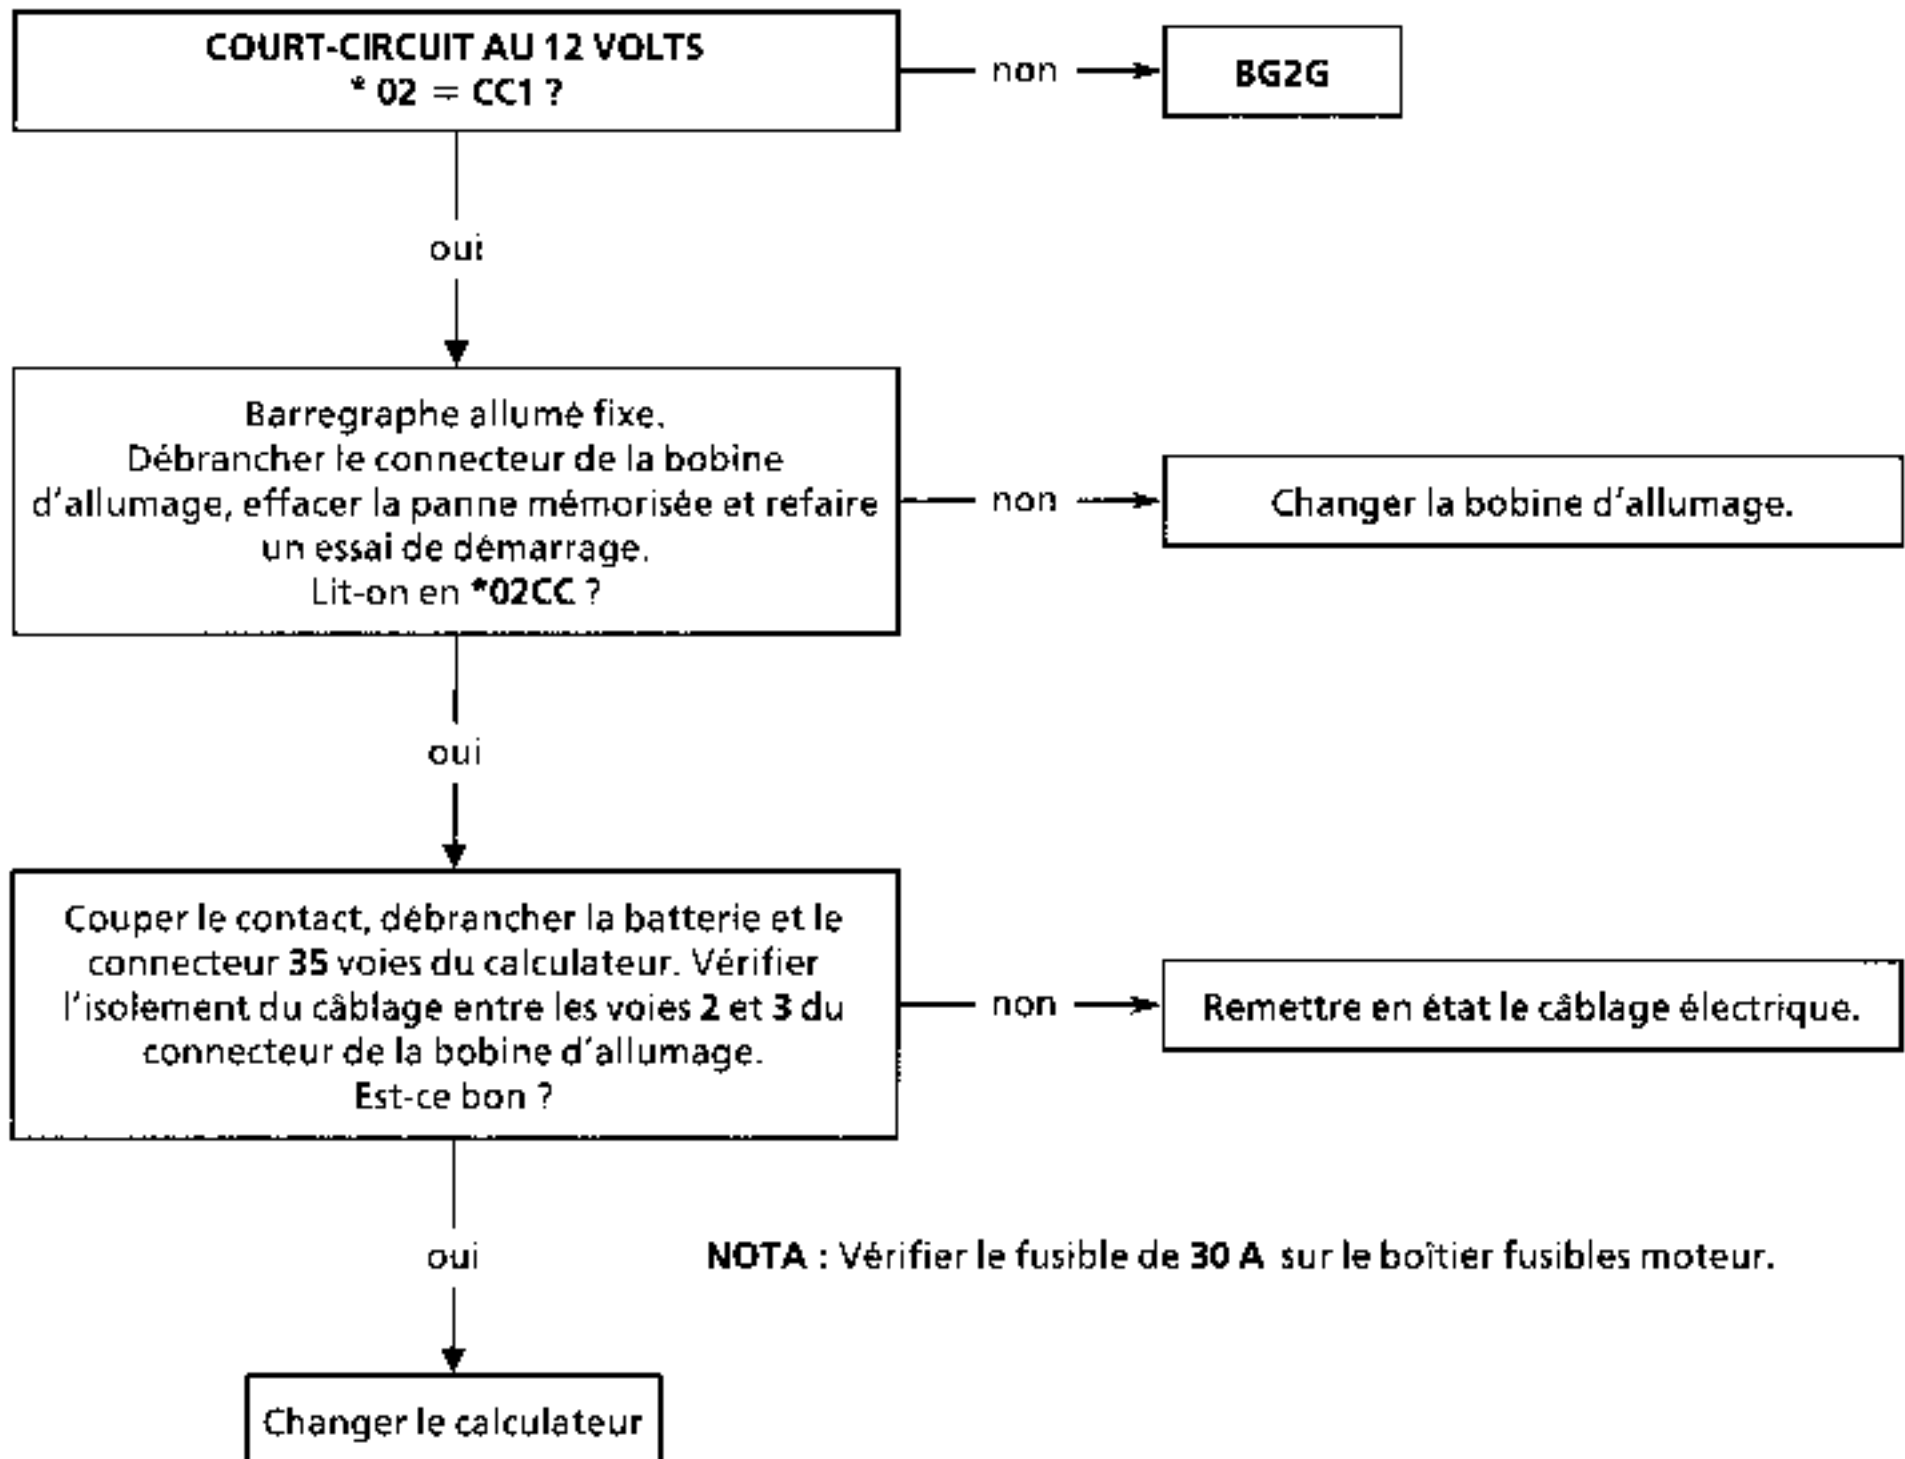 COURT-CIRCUIT AU 12 VOLTS
* 02 = CC1 ?
non
BG2G
oui
Barregraphe allumé fixe.
Débrancher le connecteur de la bobine
d'allumage, effacer la panne mémorisée et refaire
un essai de démarrage.
Lit-on en *02CC ?
non
Changer la bobine d'allumage.
oui
Couper le contact, débrancher la batterie et le
connecteur 35 voies du calculateur. Vérifier
l'isolement du câblage entre les voies 2 et 3 du
connecteur de la bobine d'allumage.
Est-ce bon ?
non
Remettre en état le câblage électrique.
oui
NOTA : Vérifier le fusible de 30 A sur le boîtier fusibles moteur.
Changer le calculateur